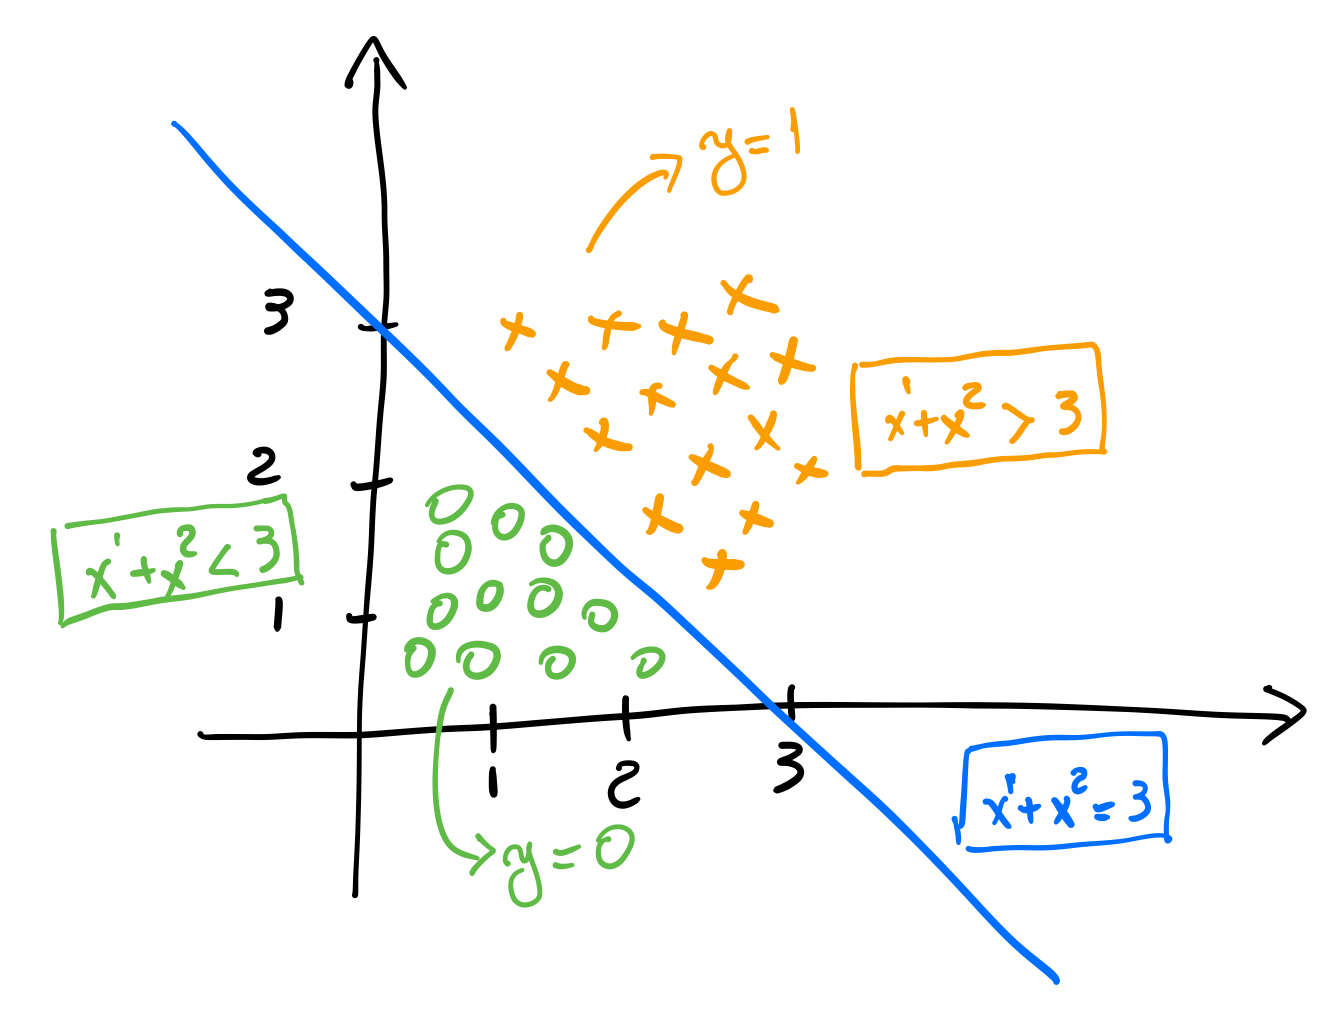 y = 1
3
x¹ + x² > 3
2
x¹ + x² < 3
1
1 2 3
x¹ + x² = 3
y = 0